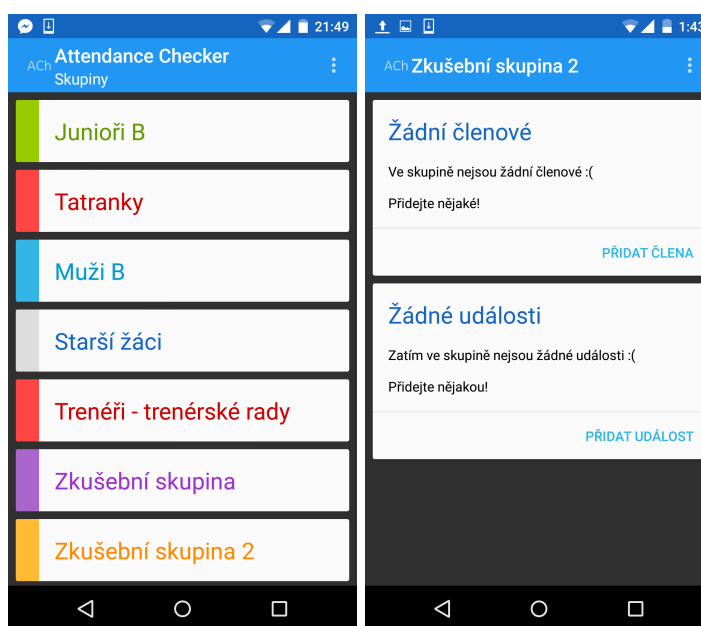 21:49
ACh Attendance Checker
Skupiny
Junioři B
Tatranky
Muži B
Starší žáci
Trenéři - trenérské rady
Zkušební skupina
Zkušební skupina 2
1:43
ACh Zkušební skupina 2
Žádní členové
Ve skupině nejsou žádní členové :(
Přidejte nějaké!
PŘIDAT ČLENA
Žádné události
Zatím ve skupině nejsou žádné události :(
Přidejte nějakou!
PŘIDAT UDÁLOST